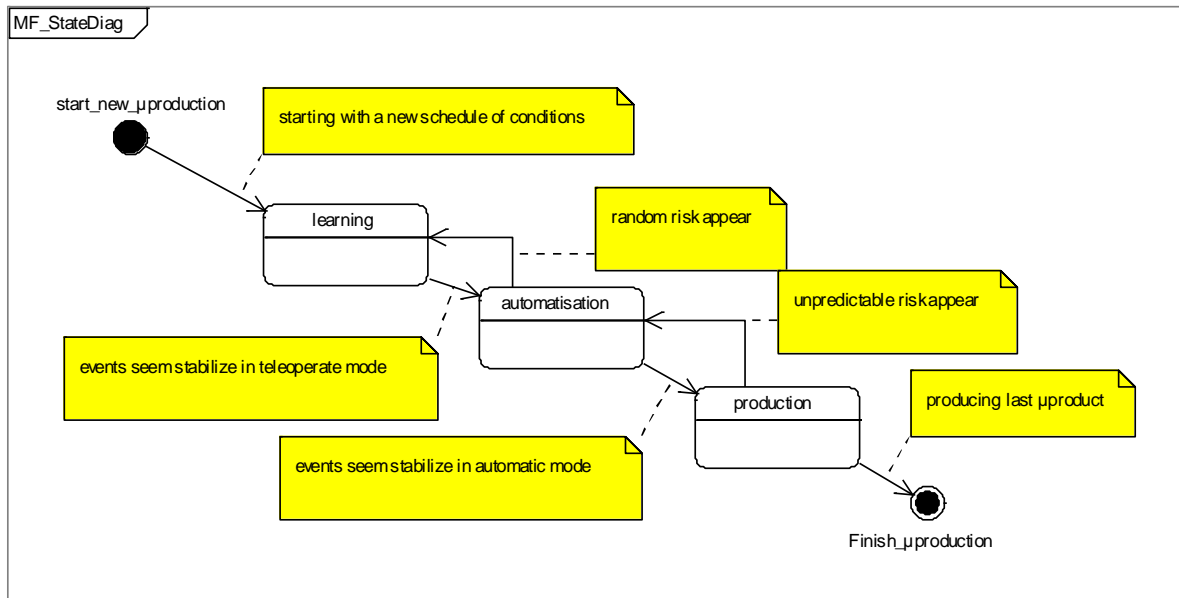 MF_StateDiag
start_new_µproduction
starting with a new schedule of conditions
learning
random risk appear
automatisation
unpredictable risk appear
events seem stabilize in teleoperate mode
production
producing last µproduct
events seem stabilize in automatic mode
Finish_µproduction